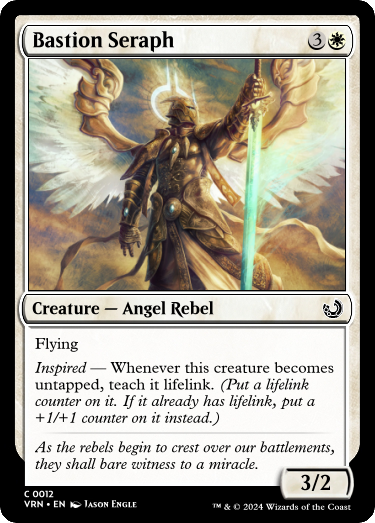 Bastion Seraph 3
Creature — Angel Rebel
Flying
Inspired — Whenever this creature becomes
untapped, teach it lifelink. (Put a lifelink
counter on it. If it already has lifelink, put a
+1/+1 counter on it instead.)
As the rebels begin to crest over our battlements,
they shall bare witness to a miracle.
3/2
C 0012
VRN • EN Jason Engle
™ & © 2024 Wizards of the Coast